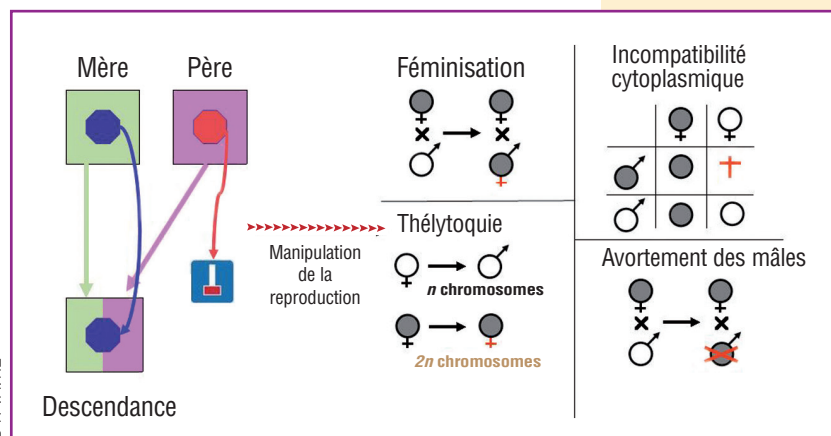 Mère Père
Descendance
Manipulation
de la
reproduction
Féminisation
Thélytoquie
n chromosomes
2n chromosomes
Incompatibilité
cytoplasmique
Avortement des mâles